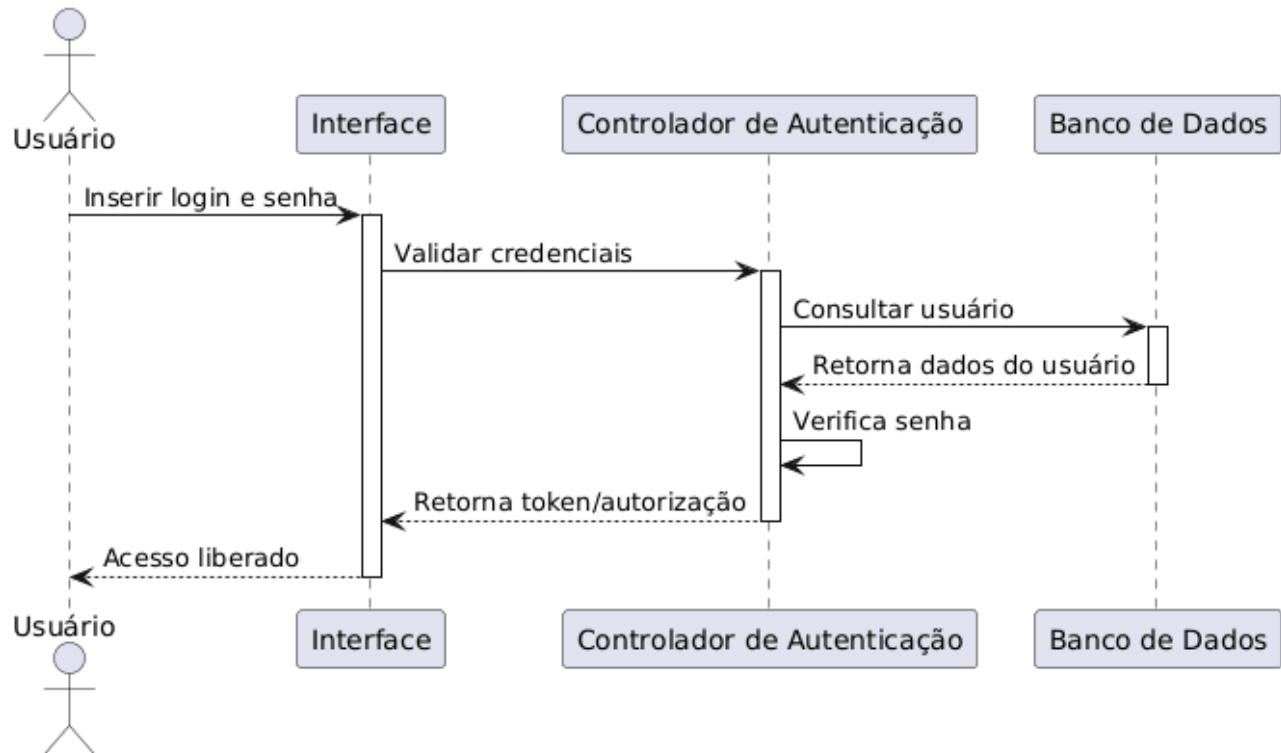 Usuário
Interface
Controlador de Autenticação
Banco de Dados
Inserir login e senha
Validar credenciais
Consultar usuário
Retorna dados do usuário
Verifica senha
Retorna token/autorização
Acesso liberado
Usuário
Interface
Controlador de Autenticação
Banco de Dados